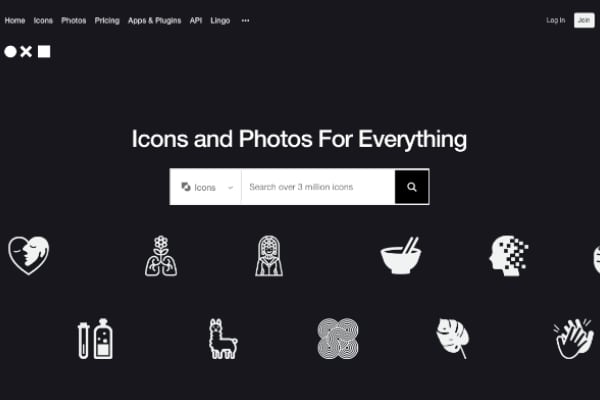 Home Icons Photos Pricing Apps & Plugins API Lingo ••• Log In Join
Icons and Photos For Everything
Icons Search over 3 million icons